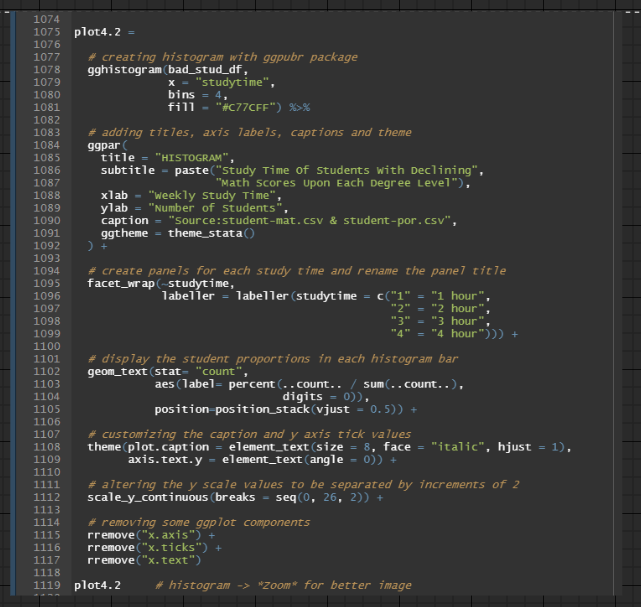 1074
1075 plot4.2 =
1076
1077 # creating histogram with ggpubr package
1078 gghistogram(bad_stud_df,
1079 x = "studytime",
1080 bins = 4,
1081 fill = "#C77CFF") %>%
1082
1083 # adding titles, axis labels, captions and theme
1084 ggpar(
1085 title = "HISTOGRAM",
1086 subtitle = paste("Study Time Of Students With Declining",
1087 "Math Scores Upon Each Degree Level"),
1088 xlab = "Weekly Study Time",
1089 ylab = "Number of Students",
1090 caption = "Source:student-mat.csv & student-por.csv",
1091 ggtheme = theme_stata()
1092 ) +
1093
1094 # create panels for each study time and rename the panel title
1095 facet_wrap(~studytime,
1096 labeller = labeller(studytime = c("1" = "1 hour",
1097 "2" = "2 hour",
1098 "3" = "3 hour",
1099 "4" = "4 hour"))) +
1100
1101 # display the student proportions in each histogram bar
1102 geom_text(stat= "count",
1103 aes(label= percent(..count.. / sum(..count..),
1104 digits = 0)),
1105 position=position_stack(vjust = 0.5)) +
1106
1107 # customizing the caption and y axis tick values
1108 theme(plot.caption = element_text(size = 8, face = "italic", hjust = 1),
1109 axis.text.y = element_text(angle = 0)) +
1110
1111 # altering the y scale values to be separated by increments of 2
1112 scale_y_continuous(breaks = seq(0, 26, 2)) +
1113
1114 # removing some ggplot components
1115 rremove("x.axis") +
1116 rremove("x.ticks") +
1117 rremove("x.text")
1118
1119 plot4.2 # histogram -> *Zoom* for better image